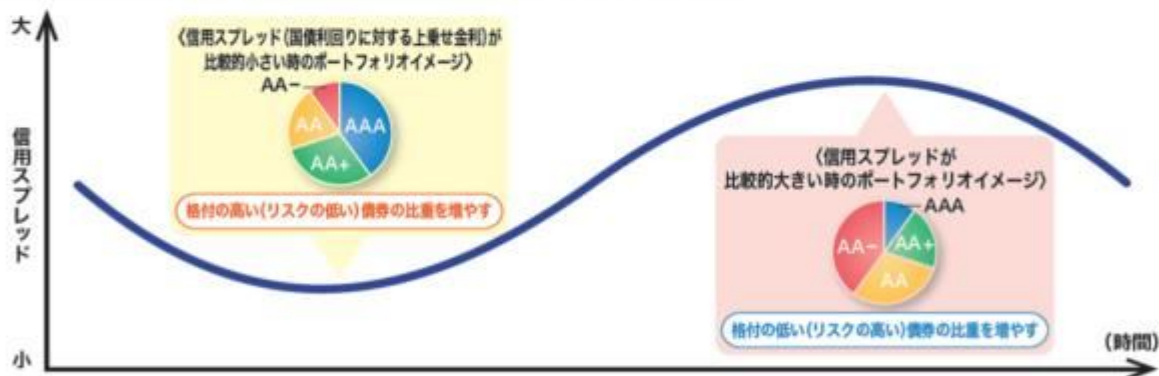 大
信用スプレッド
小
〈信用スプレッド(国債利回りに対する上乗せ金利)が
比較的小さい時のポートフォリオイメージ〉
AA−
AA
AAA
AA+
格付の高い(リスクの低い)債券の比重を増やす
〈信用スプレッドが
比較的大きい時のポートフォリオイメージ〉
AAA
AA−
AA+
AA
格付の低い(リスクの高い)債券の比重を増やす
(時間)